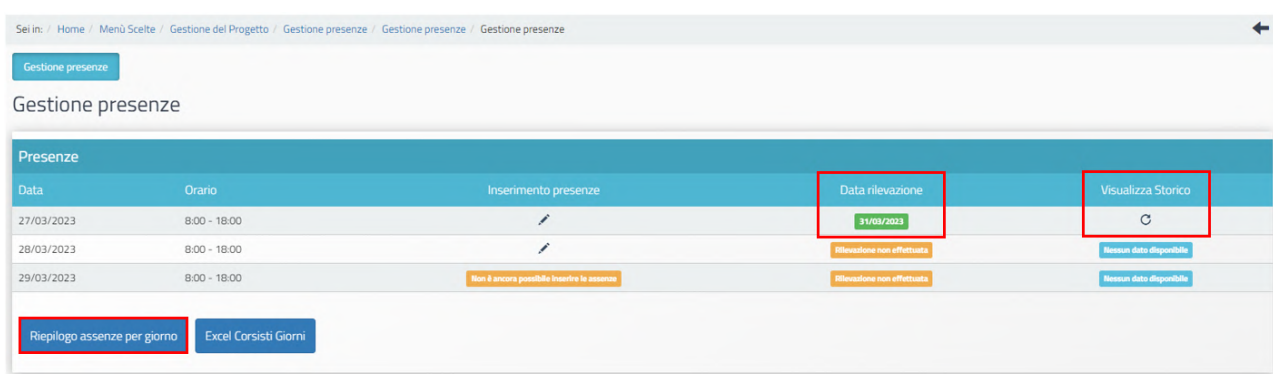 Sei in: / Home / Menù Scelte / Gestione del Progetto / Gestione presenze / Gestione presenze / Gestione presenze
Gestione presenze
Gestione presenze
Presenze
Data Orario Inserimento presenze Data rilevazione Visualizza Storico
27/03/2023 8:00 - 18:00 31/03/2023
28/03/2023 8:00 - 18:00 Rilevazione non effettuata Nessun dato disponibile
29/03/2023 8:00 - 18:00 Non è ancora possibile inserire le assenze Rilevazione non effettuata Nessun dato disponibile
Riepilogo assenze per giorno Excel Corsisti Giorni